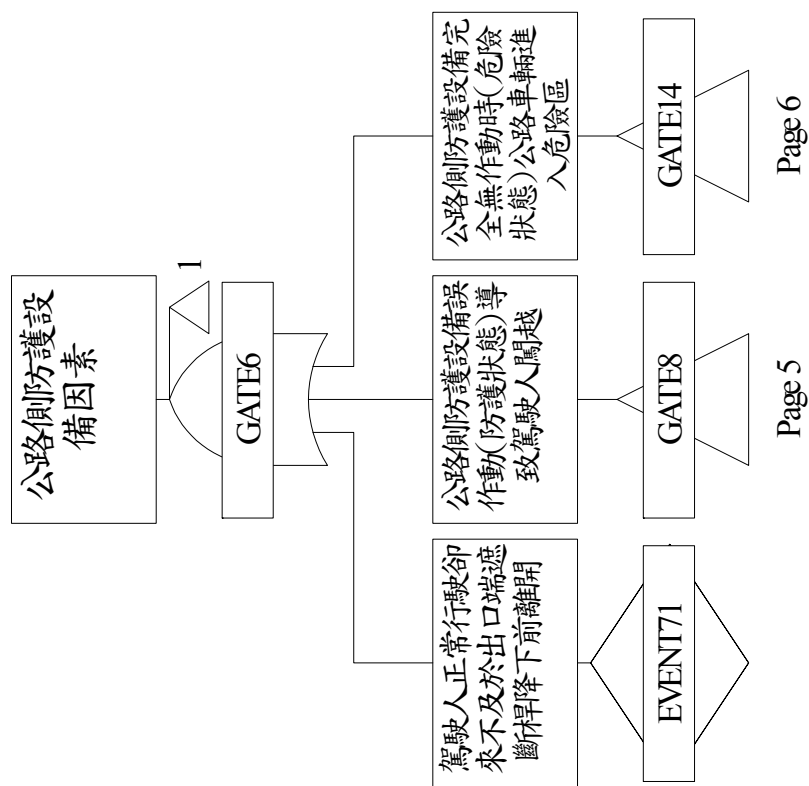 公路側防護設
備因素
1
GATE6
駕駛人正常行駛卻
來不及於出口端遮
斷桿降下前離開
EVENT71
公路側防護設備誤
作動(防護狀態)導
致駕駛人闖越
GATE8
Page 5
公路側防護設備完
全無作動時(危險
狀態)公路車輛進
入危險區
GATE14
Page 6